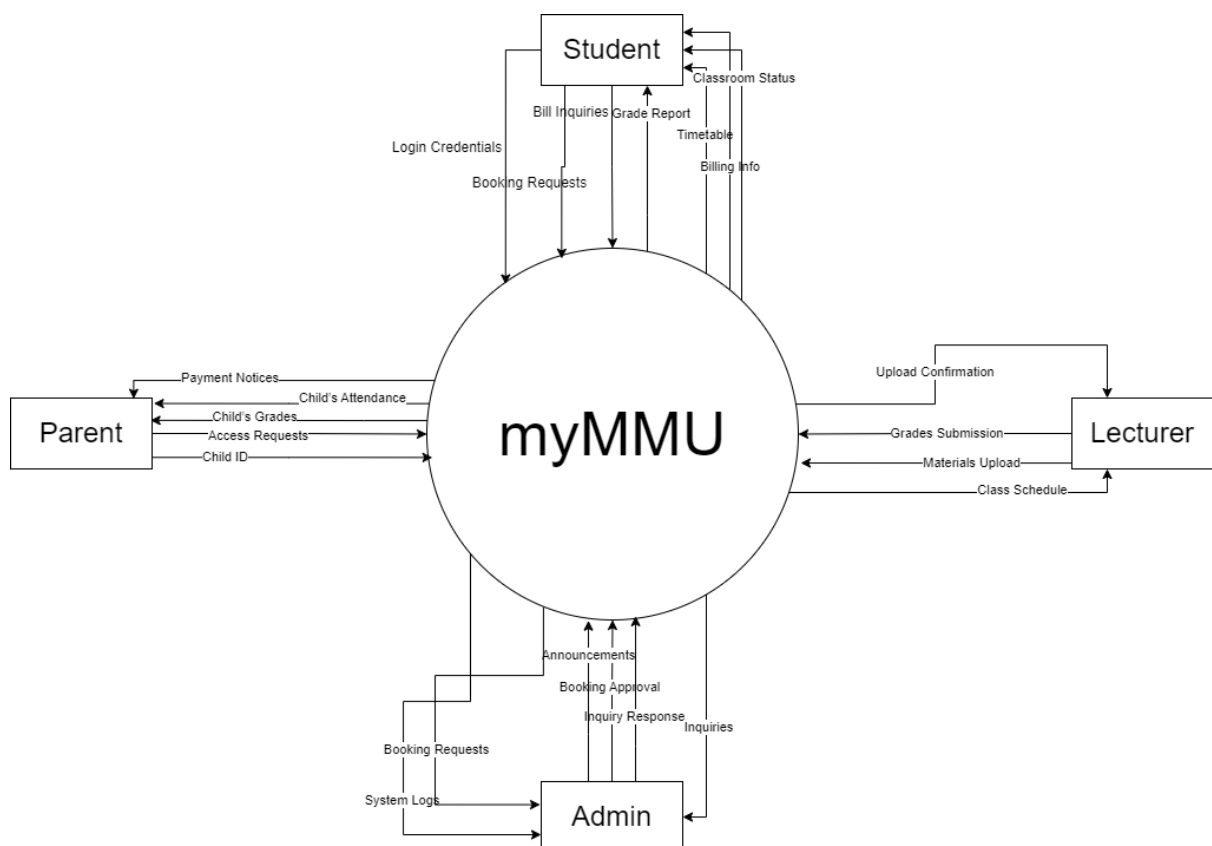 Student
Classroom Status
Bill Inquiries
Grade Report
Timetable
Login Credentials
Billing Info
Booking Requests
Payment Notices
Upload Confirmation
Child's Attendance
Child's Grades
Parent
myMMU
Grades Submission
Lecturer
Access Requests
Child ID
Materials Upload
Class Schedule
Announcements
Booking Approval
Inquiry Response
Inquiries
Booking Requests
System Logs
Admin